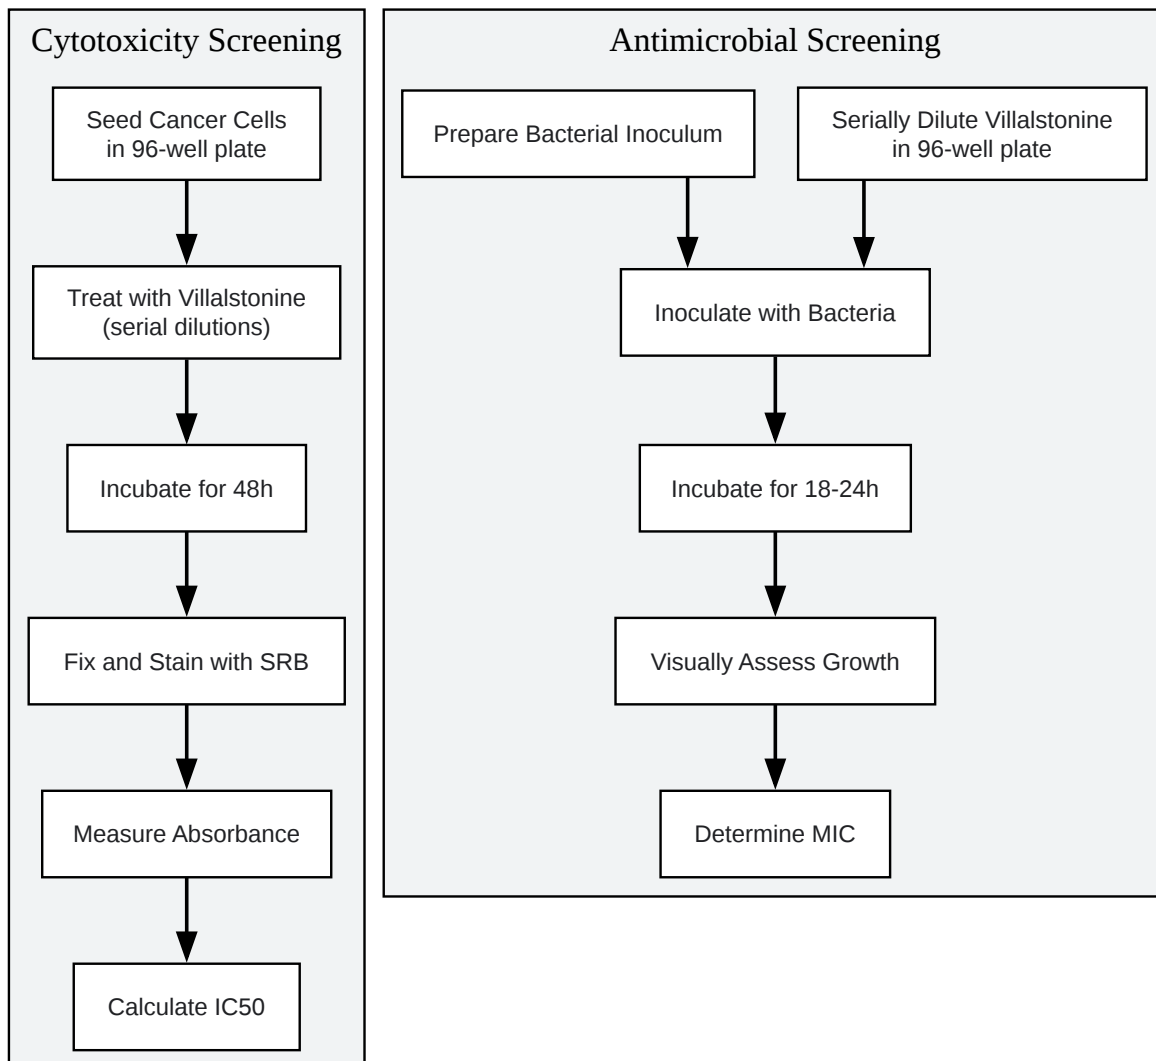 Cytotoxicity Screening
Seed Cancer Cells
in 96-well plate
Treat with Villalstonine
(serial dilutions)
Incubate for 48h
Fix and Stain with SRB
Measure Absorbance
Calculate IC50
Antimicrobial Screening
Prepare Bacterial Inoculum
Serially Dilute Villalstonine
in 96-well plate
Inoculate with Bacteria
Incubate for 18-24h
Visually Assess Growth
Determine MIC